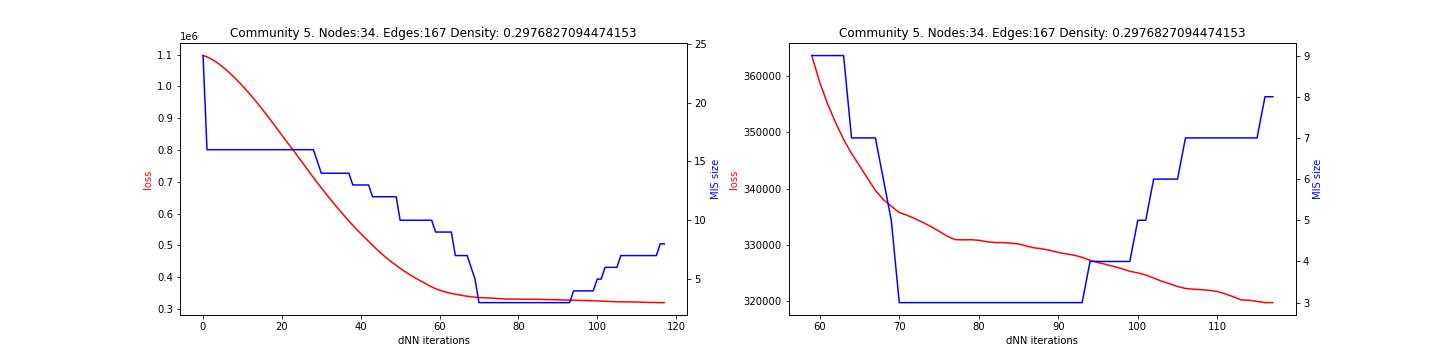 Community 5. Nodes:34. Edges:167 Density: 0.2976827094474153
1e6
1.1
1.0
0.9
0.8
0.7
0.6
0.5
0.4
0.3
loss
0 20 40 60 80 100 120
dNN iterations
25
20
15
10
5
MIS size
Community 5. Nodes:34. Edges:167 Density: 0.2976827094474153
360000
350000
340000
330000
320000
loss
60 70 80 90 100 110
dNN iterations
9
8
7
6
5
4
3
MIS size